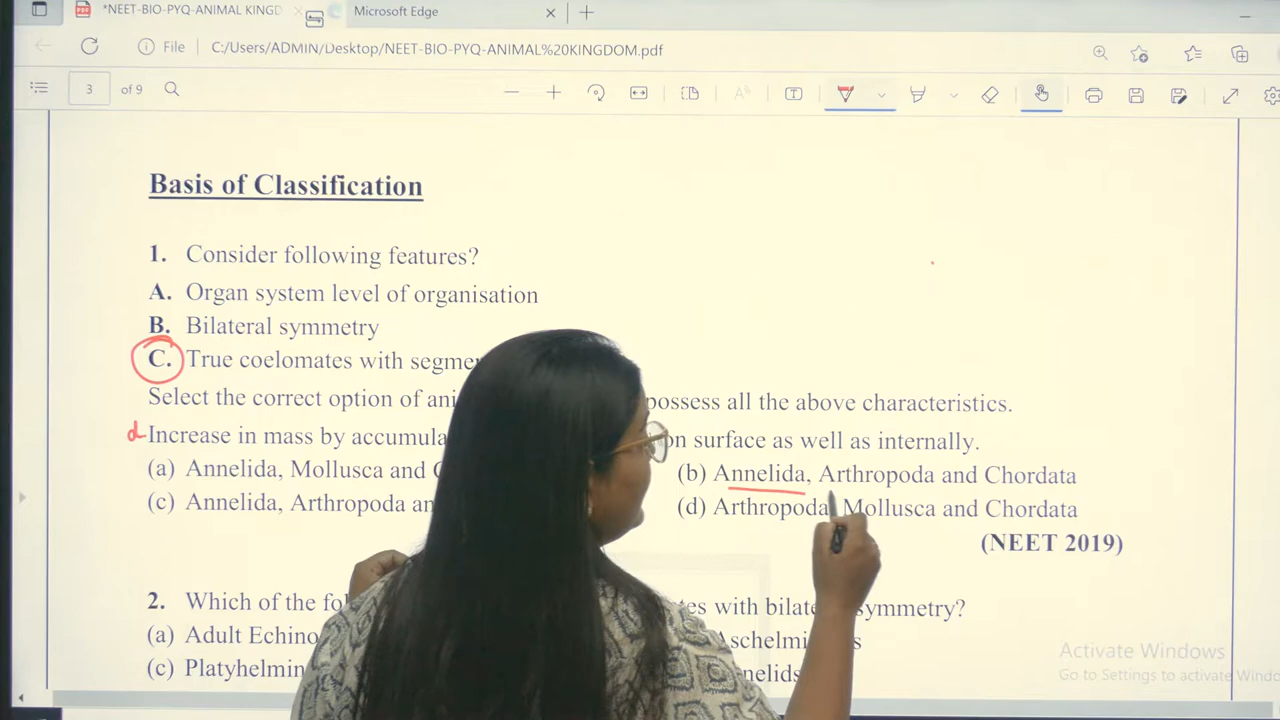 *NEET-BIO-PYQ-ANIMAL KINGD
Microsoft Edge
File C:/Users/ADMIN/Desktop/NEET-BIO-PYQ-ANIMAL%20KINGDOM.pdf
3 of 9
Basis of Classification
1. Consider following features?
A. Organ system level of organisation
B. Bilateral symmetry
C. True coelomates with segme
Select the correct option of ani possess all the above characteristics.
d Increase in mass by accumula on surface as well as internally.
(a) Annelida, Mollusca and (b) Annelida, Arthropoda and Chordata
(c) Annelida, Arthropoda an (d) Arthropoda, Mollusca and Chordata
(NEET 2019)
2. Which of the fo es with bilate symmetry?
(a) Adult Echino Aschelmi s
(c) Platyhelmin nelids
Activate Windows
Go to Settings to activate Windo